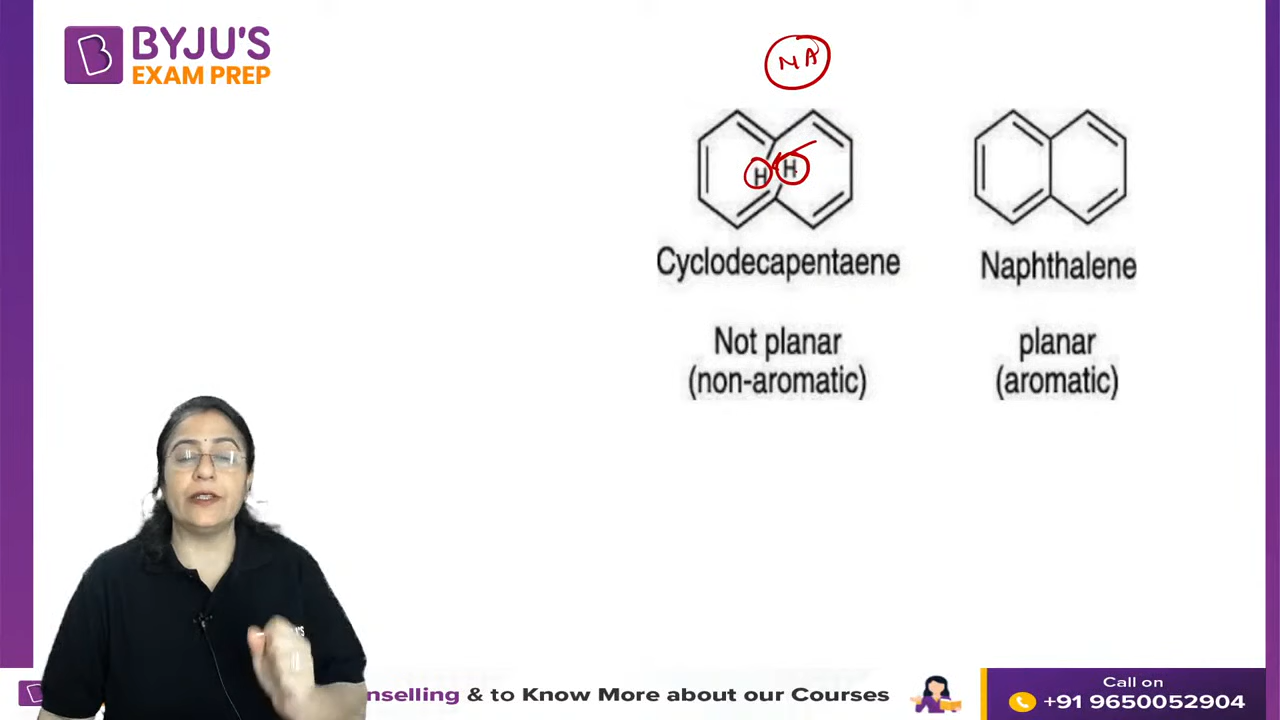 BYJU'S
EXAM PREP
NA
H H
Cyclodecapentaene
Naphthalene
Not planar
(non-aromatic)
planar
(aromatic)
nselling & to Know More about our Courses
Call on
+91 9650052904